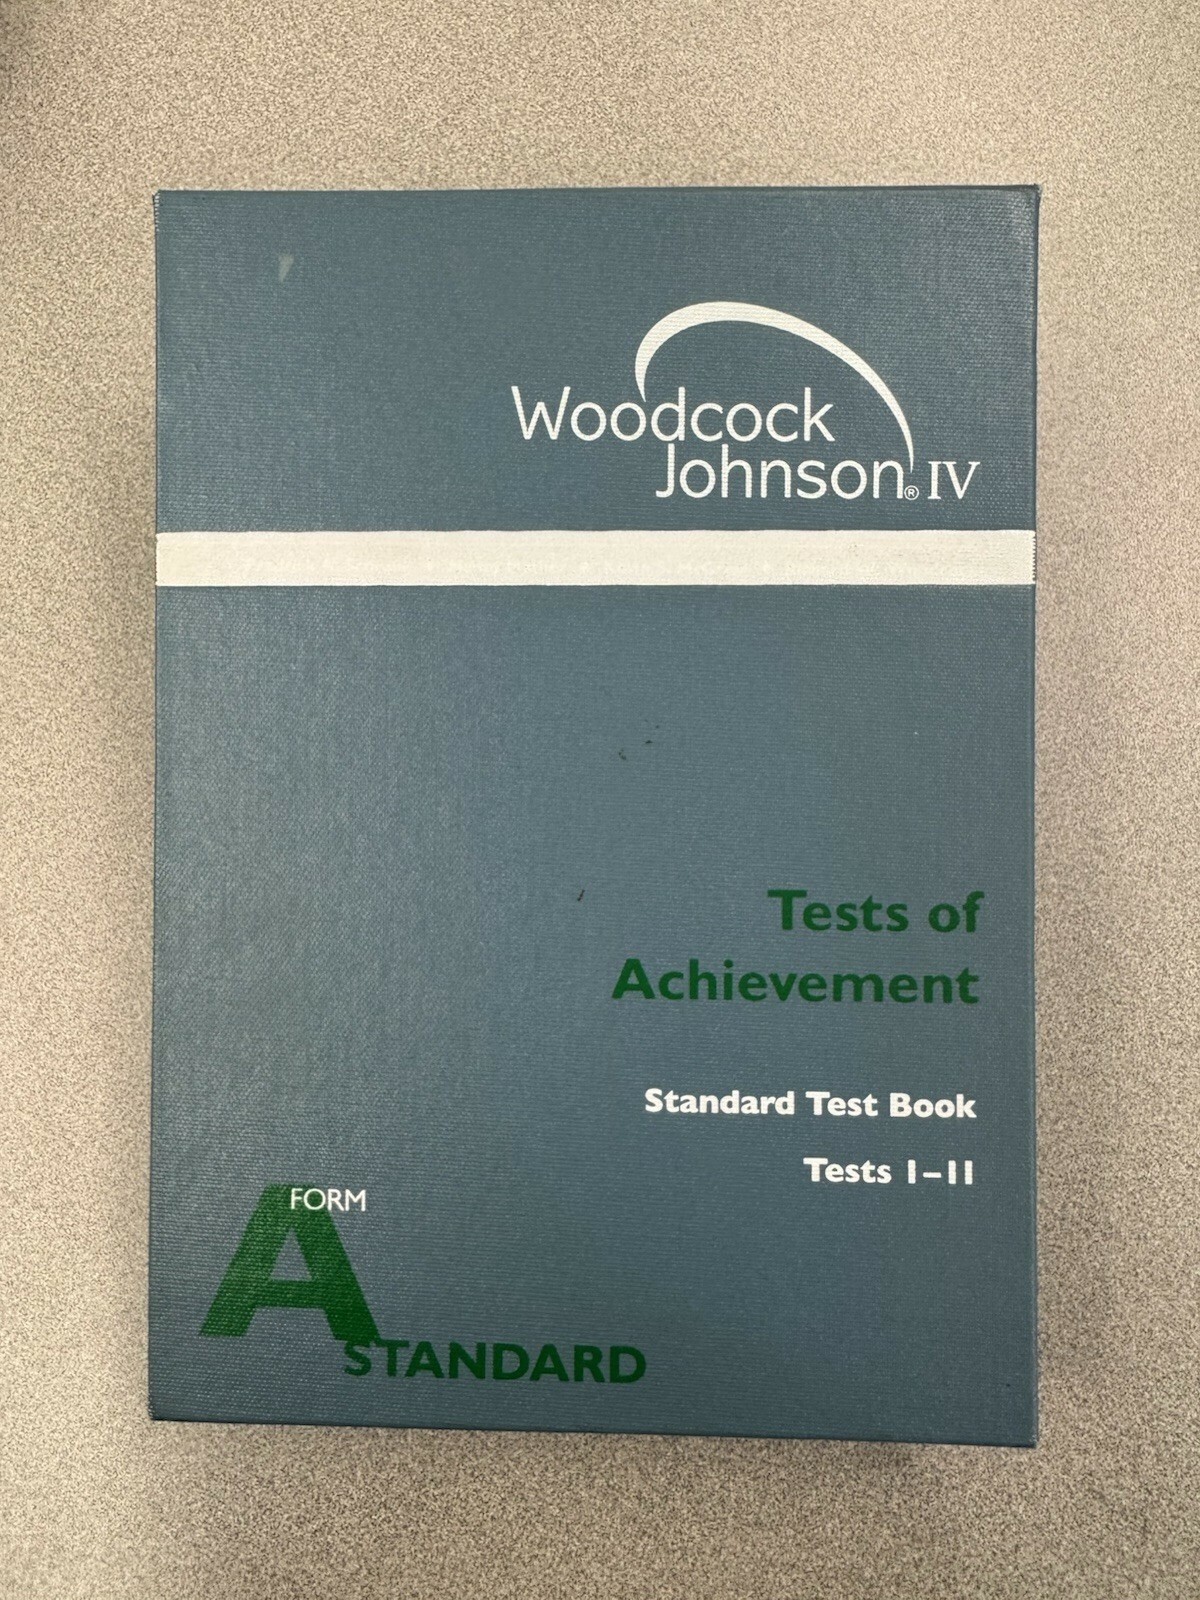 Woodcock
Johnson® IV
Tests of
Achievement
Standard Test Book
Tests 1–11
FORM
A
STANDARD